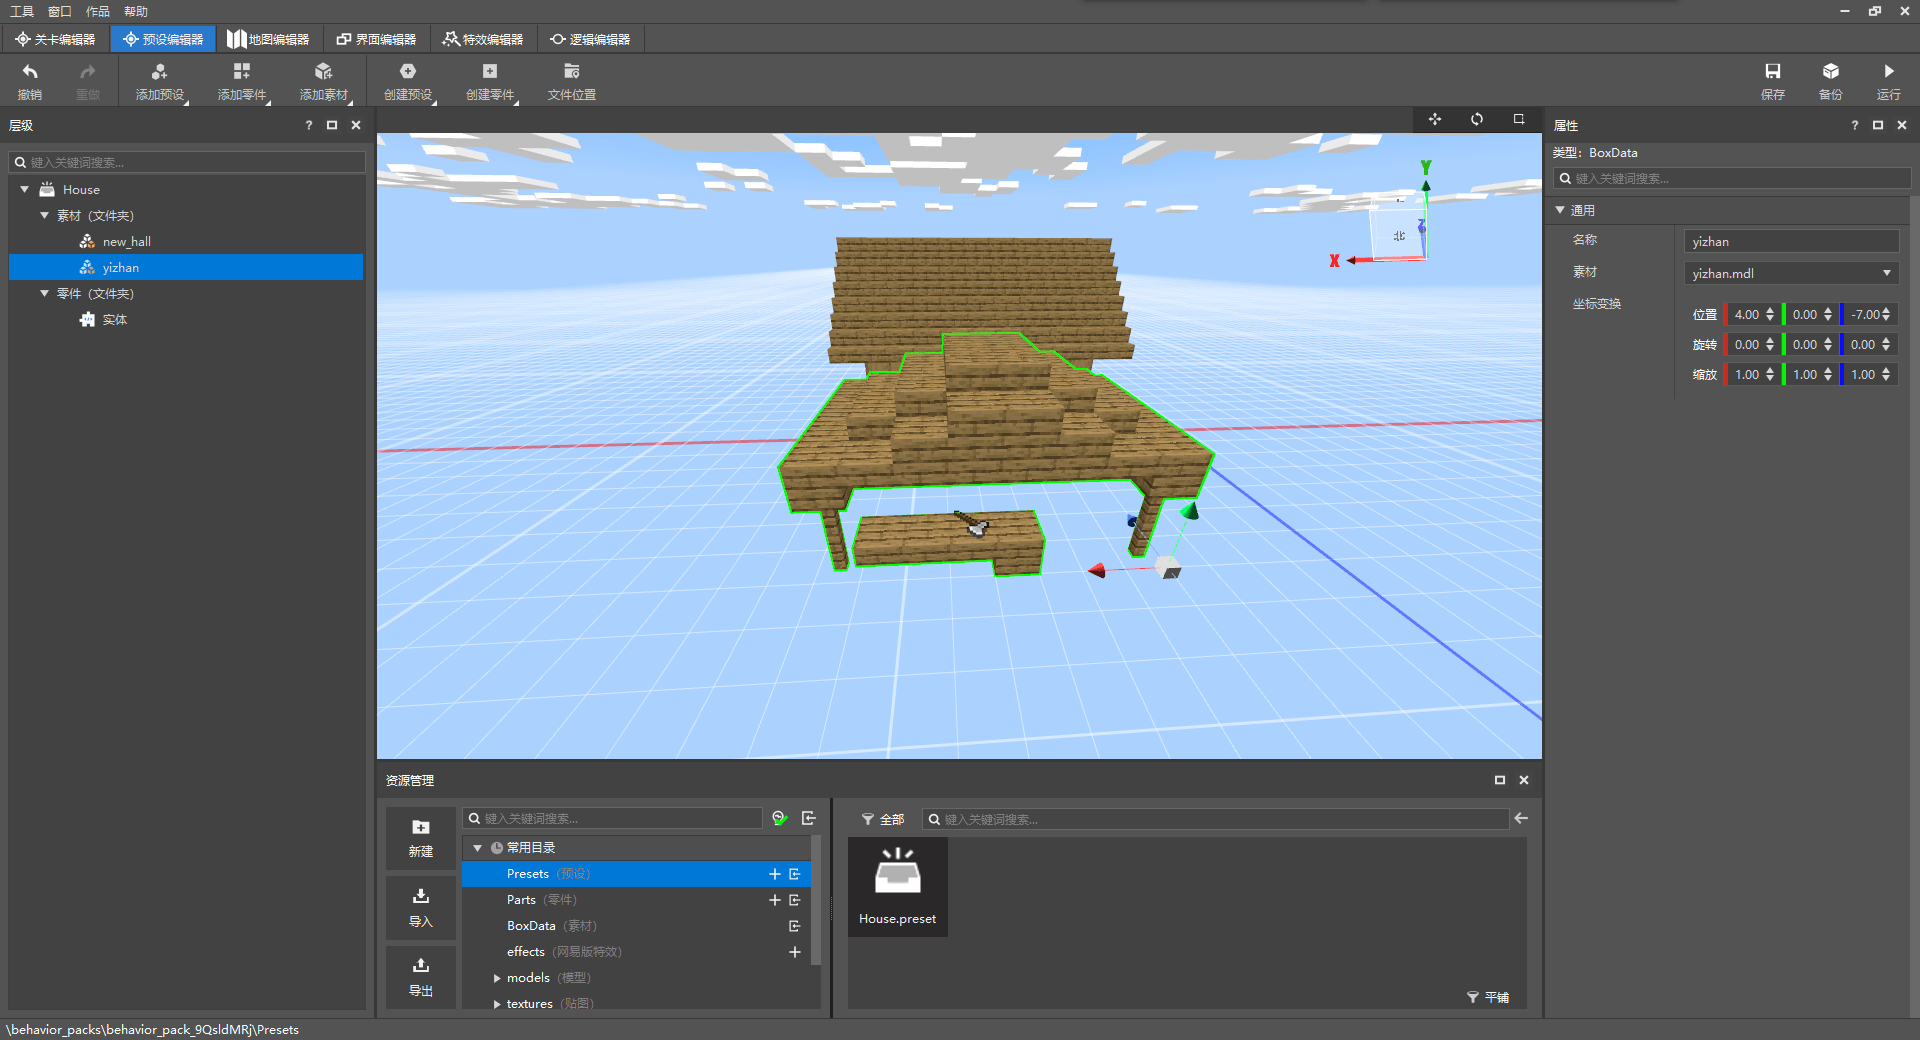 工具 窗口 作品 帮助
关卡编辑器 预设编辑器 地图编辑器 界面编辑器 特效编辑器 逻辑编辑器
撤销 重做 添加预设 添加零件 添加素材 创建预设 创建零件 文件位置 保存 备份 运行
层级 ?
键入关键词搜索...
House
素材 (文件夹)
new_hall
yizhan
零件 (文件夹)
实体
Y
Z
X
北
属性 ?
类型: BoxData
键入关键词搜索...
通用
名称 yizhan
素材 yizhan.mdl
坐标变换
位置 4.00 0.00 -7.00
旋转 0.00 0.00 0.00
缩放 1.00 1.00 1.00
资源管理
新建
导入
导出
键入关键词搜索...
常用目录
Presets (预设)
Parts (零件)
BoxData (素材)
effects (网易版特效)
models (模型)
textures (贴图)
全部 键入关键词搜索...
House.preset
平铺
\behavior_packs\behavior_pack_9QsldMRj\Presets